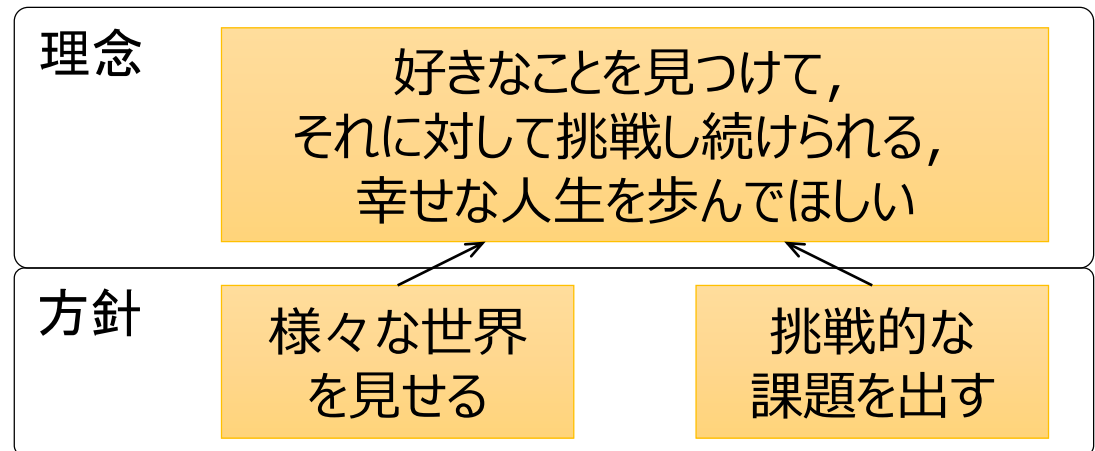 理念
好きなことを見つけて,
それに対して挑戦し続けられる,
幸せな人生を歩んでほしい
方針
様々な世界
を見せる
挑戦的な
課題を出す